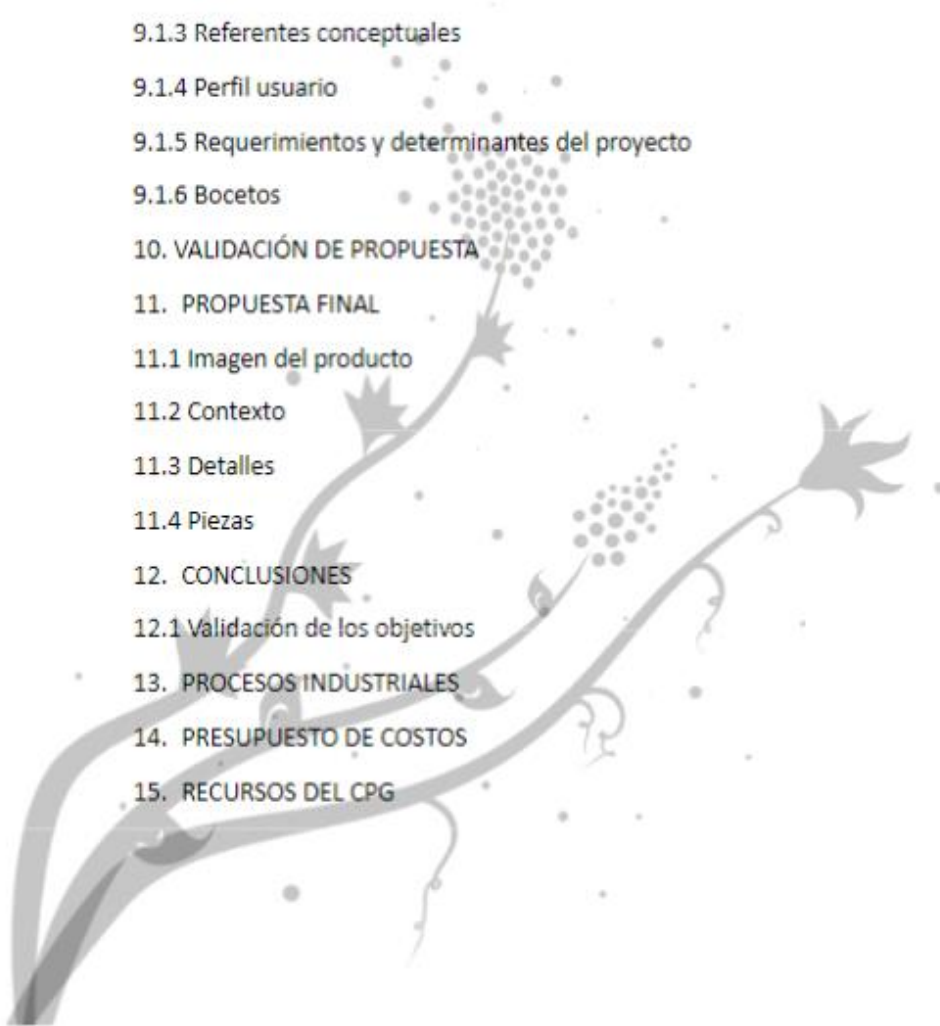 9.1.3 Referentes conceptuales
9.1.4 Perfil usuario
9.1.5 Requerimientos y determinantes del proyecto
9.1.6 Bocetos
10. VALIDACIÓN DE PROPUESTA
11. PROPUESTA FINAL
11.1 Imagen del producto
11.2 Contexto
11.3 Detalles
11.4 Piezas
12. CONCLUSIONES
12.1 Validación de los objetivos
13. PROCESOS INDUSTRIALES
14. PRESUPUESTO DE COSTOS
15. RECURSOS DEL CPG